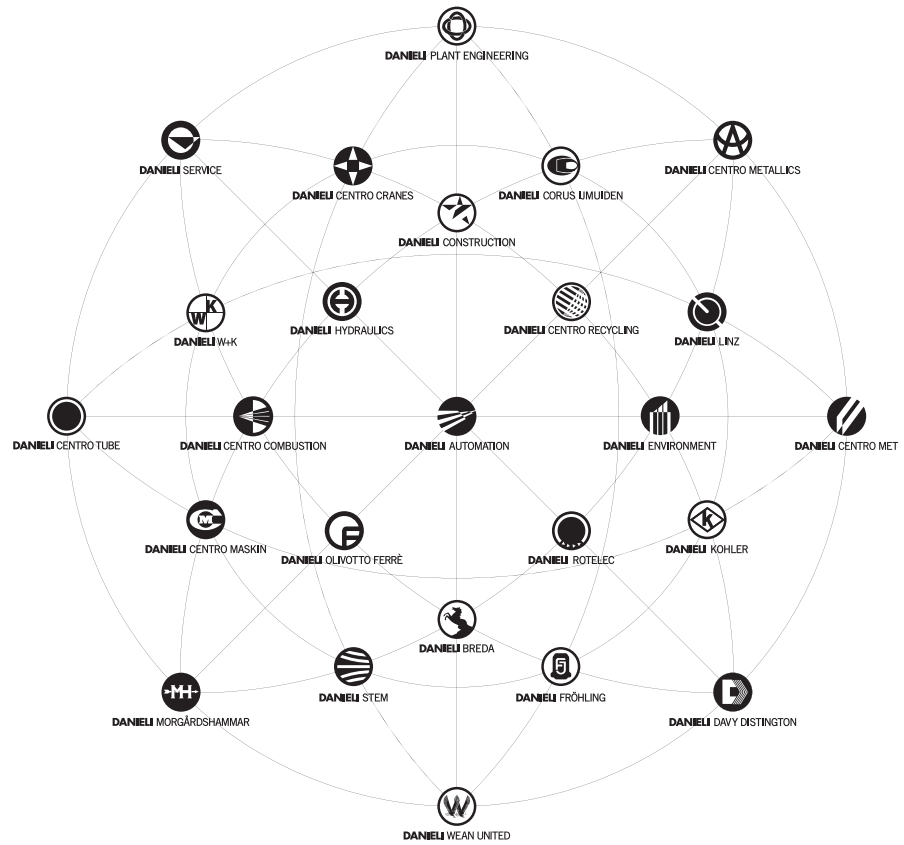 DANIELI PLANT ENGINEERING
DANIELI SERVICE
DANIELI CENTRO CRANES
DANIELI CORUS IJMUIDEN
DANIELI CENTRO METALLICS
DANIELI CONSTRUCTION
W K
DANIELI W+K
DANIELI HYDRAULICS
DANIELI CENTRO RECYCLING
DANIELI LINZ
DANIELI CENTRO TUBE
DANIELI CENTRO COMBUSTION
DANIELI AUTOMATION
DANIELI ENVIRONMENT
DANIELI CENTRO MET
M
DANIELI CENTRO MASKIN
F
DANIELI OLIVOTTO FERRÈ
DANIELI ROTELEC
K
DANIELI KOHLER
DANIELI BREDA
MH
DANIELI MORGÅRDSHAMMAR
DANIELI STEM
DANIELI FRÖHLING
D
DANIELI DAVY DISTINGTON
W
DANIELI WEAN UNITED